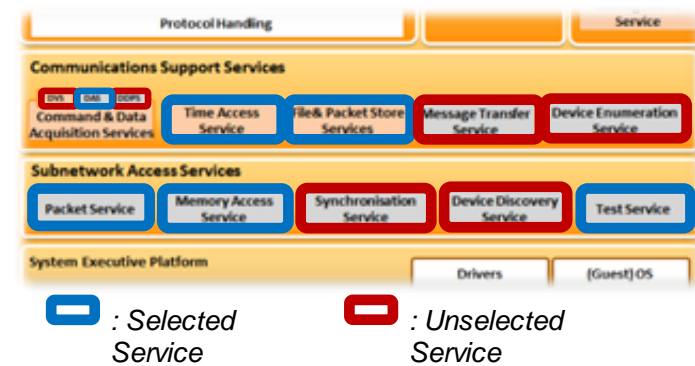 Protocol Handling
Service
Communications Support Services
DVS DAS DDPS
Command & Data
Acquisition Services
Time Access
Service
File& Packet Store
Services
Message Transfer
Service
Device Enumeration
Service
Subnetwork Access Services
Packet Service
Memory Access
Service
Synchronisation
Service
Device Discovery
Service
Test Service
System Executive Platform
Drivers
(Guest) OS
: Selected
Service
: Unselected
Service